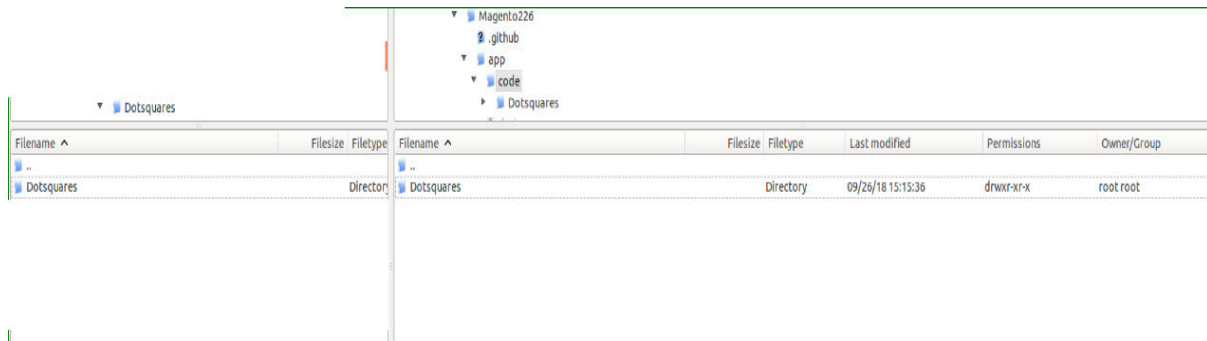 Magento226
.github
app
code
Dotsquares
Dotsquares
Filename Filesize Filetype
..
Dotsquares Directory
Filename Filesize Filetype Last modified Permissions Owner/Group
..
Dotsquares Directory 09/26/18 15:15:36 drwxr-xr-x root root